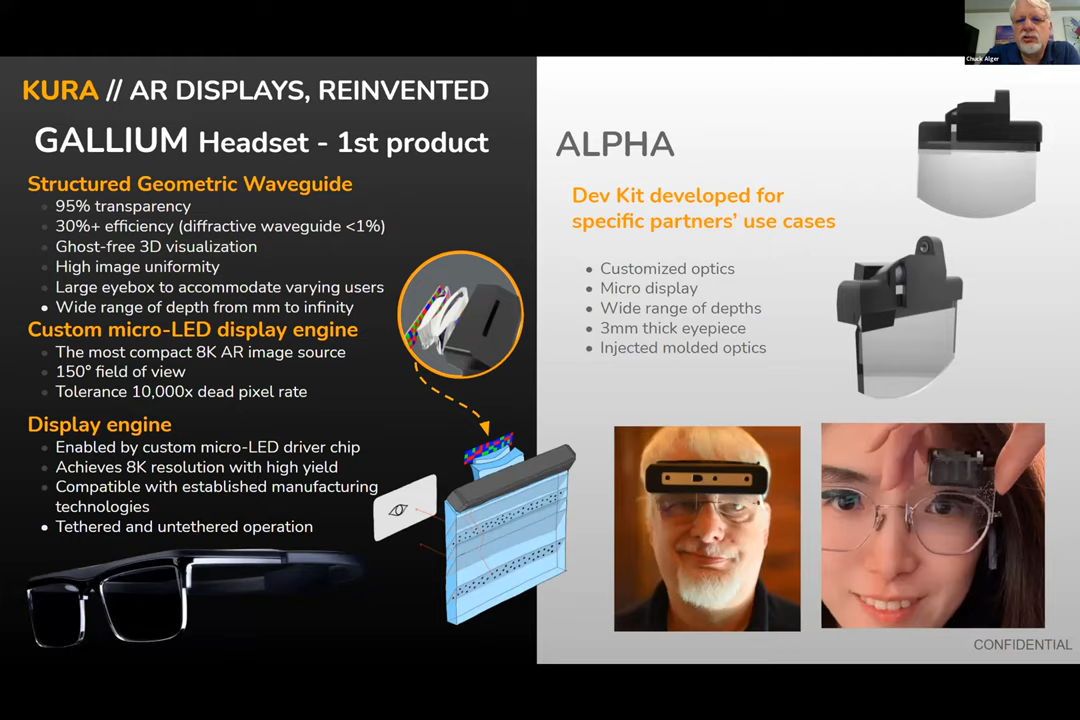 KURA // AR DISPLAYS, REINVENTED
GALLIUM Headset - 1st product
Structured Geometric Waveguide
• 95% transparency
• 30%+ efficiency (diffractive waveguide <1%)
• Ghost-free 3D visualization
• High image uniformity
• Large eyebox to accommodate varying users
• Wide range of depth from mm to infinity
Custom micro-LED display engine
• The most compact 8K AR image source
• 150° field of view
• Tolerance 10,000x dead pixel rate
Display engine
• Enabled by custom micro-LED driver chip
• Achieves 8K resolution with high yield
• Compatible with established manufacturing
technologies
• Tethered and untethered operation
ALPHA
Dev Kit developed for
specific partners’ use cases
• Customized optics
• Micro display
• Wide range of depths
• 3mm thick eyepiece
• Injected molded optics
CONFIDENTIAL
Chuck Alger